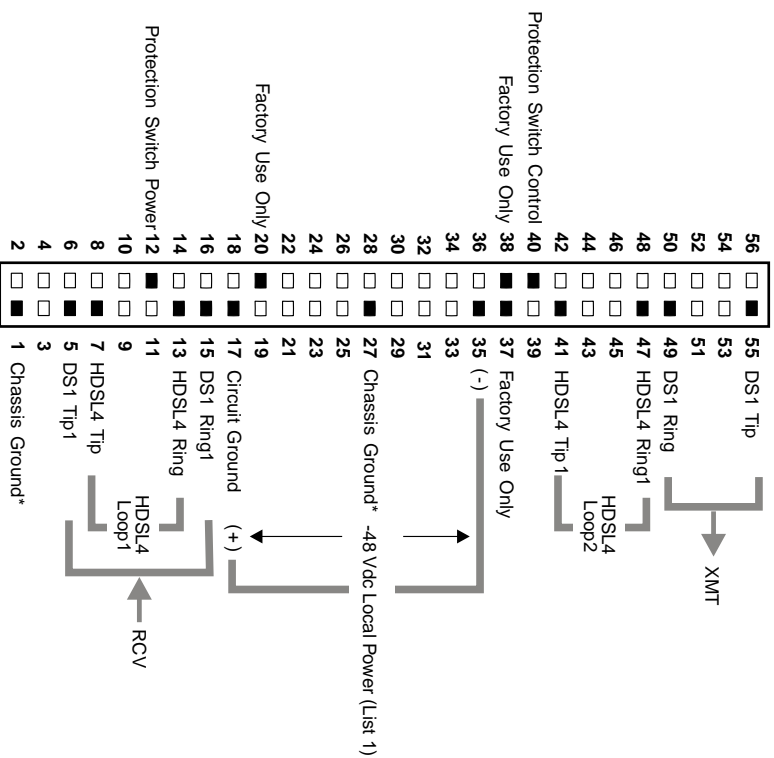 Protection Switch Power
Factory Use Only
Factory Use Only
Protection Switch Control
2 4 6 8 10 12 14 16 18 20 22 24 26 28 30 32 34 36 38 40 42 44 46 48 50 52 54 56
1 3 5 7 9 11 13 15 17 19 21 23 25 27 29 31 33 35 37 39 41 43 45 47 49 51 53 55
DS1 Tip
DS1 Ring
XMT
HDSL4 Ring1
HDSL4 Tip 1
HDSL4
Loop2
Factory Use Only
(-)
Chassis Ground* -48 Vdc Local Power (List 1)
Circuit Ground (+)
DS1 Ring1
HDSL4 Ring
HDSL4 Tip
HDSL4
Loop1
DS1 Tip1
RCV
Chassis Ground*